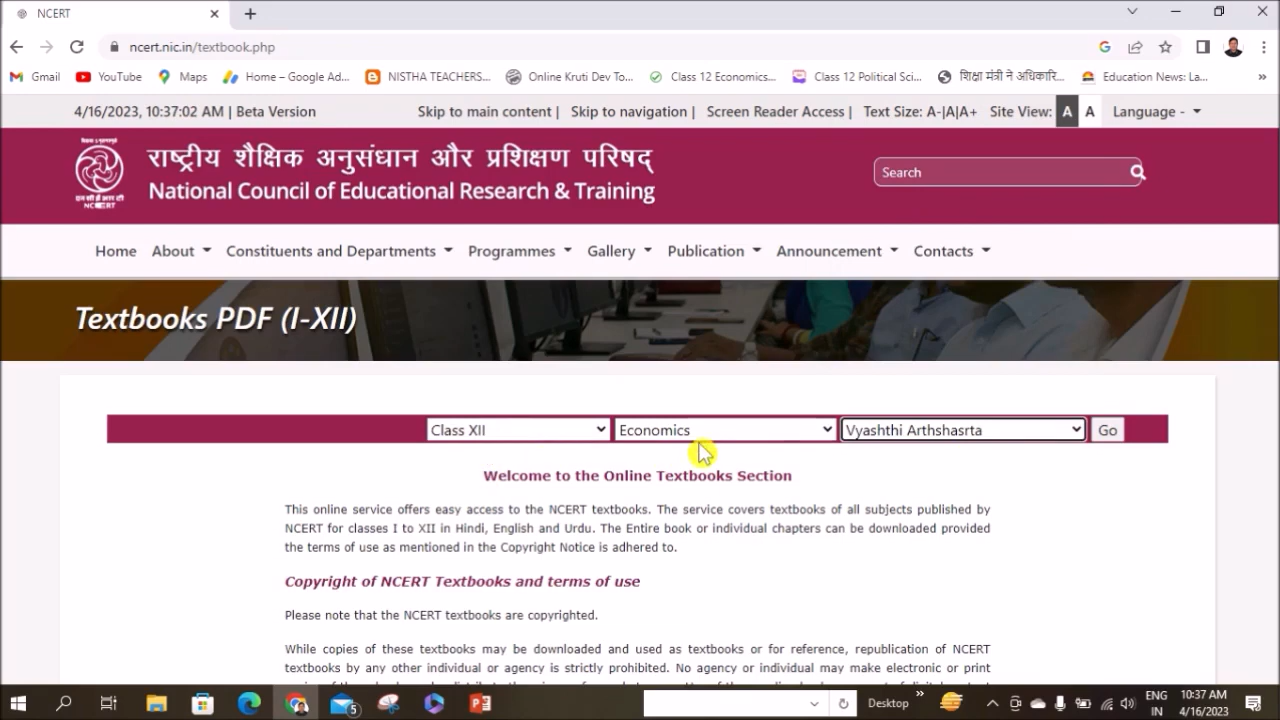 NCERT
ncert.nic.in/textbook.php
Gmail YouTube Maps Home – Google Ad... NISTHA TEACHERS... Online Kruti Dev To... Class 12 Economics... Class 12 Political Sci... शिक्षा मंत्री ने अधिकारि... Education News: La... »
4/16/2023, 10:37:02 AM | Beta Version Skip to main content | Skip to navigation | Screen Reader Access | Text Size: A-|A|A+ Site View: A A Language -
राष्ट्रीय शैक्षिक अनुसंधान और प्रशिक्षण परिषद्
National Council of Educational Research & Training
Search
NCERT
Home About Constituents and Departments Programmes Gallery Publication Announcement Contacts
Textbooks PDF (I-XII)
Class XII Economics Vyashthi Arthshasrta Go
Welcome to the Online Textbooks Section
This online service offers easy access to the NCERT textbooks. The service covers textbooks of all subjects published by
NCERT for classes I to XII in Hindi, English and Urdu. The Entire book or individual chapters can be downloaded provided
the terms of use as mentioned in the Copyright Notice is adhered to.
Copyright of NCERT Textbooks and terms of use
Please note that the NCERT textbooks are copyrighted.
While copies of these textbooks may be downloaded and used as textbooks or for reference, republication of NCERT
textbooks by any other individual or agency is strictly prohibited. No agency or individual may make electronic or print
5 Desktop » ENG 10:37 AM
IN 4/16/2023